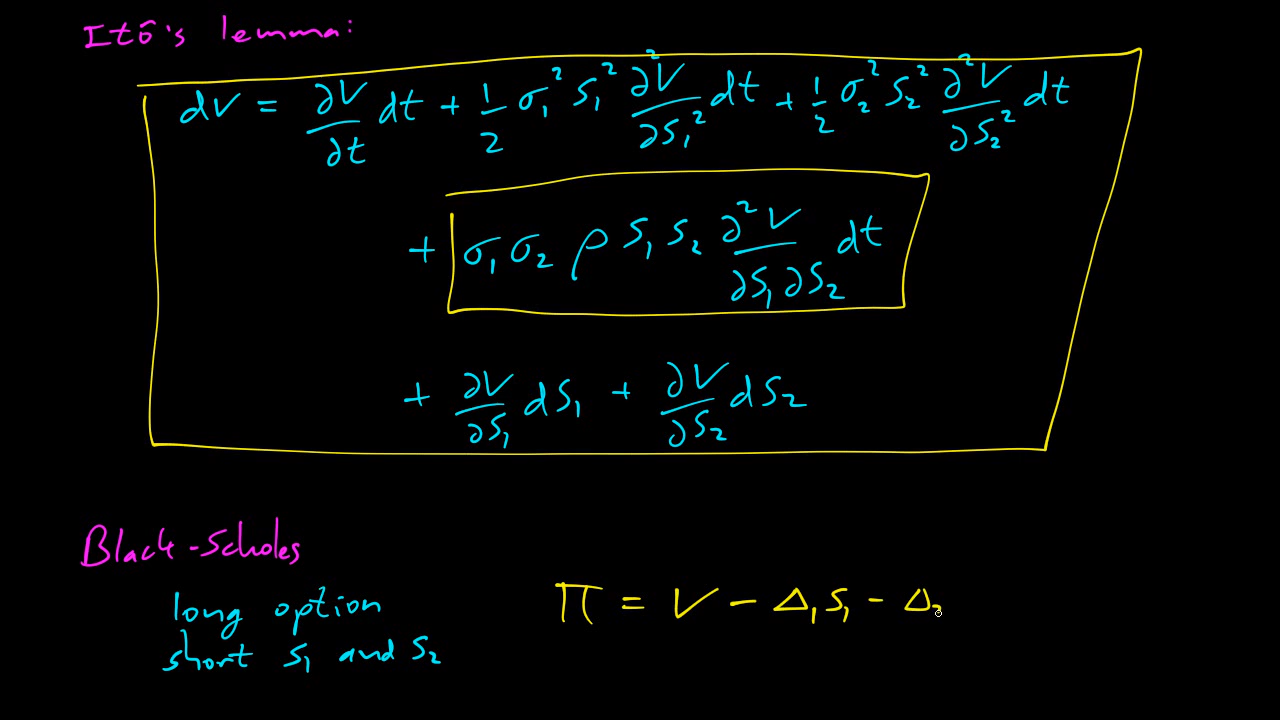 Itô's lemma:
dV = ∂V/∂t dt + 1/2 σ₁² S₁² ∂²V/∂S₁² dt + 1/2 σ₂² S₂² ∂²V/∂S₂² dt
+ σ₁ σ₂ ρ S₁ S₂ ∂²V/∂S₁∂S₂ dt
+ ∂V/∂S₁ dS₁ + ∂V/∂S₂ dS₂
Black-Scholes
long option
short S₁ and S₂
Π = V - Δ₁S₁ - Δ₂